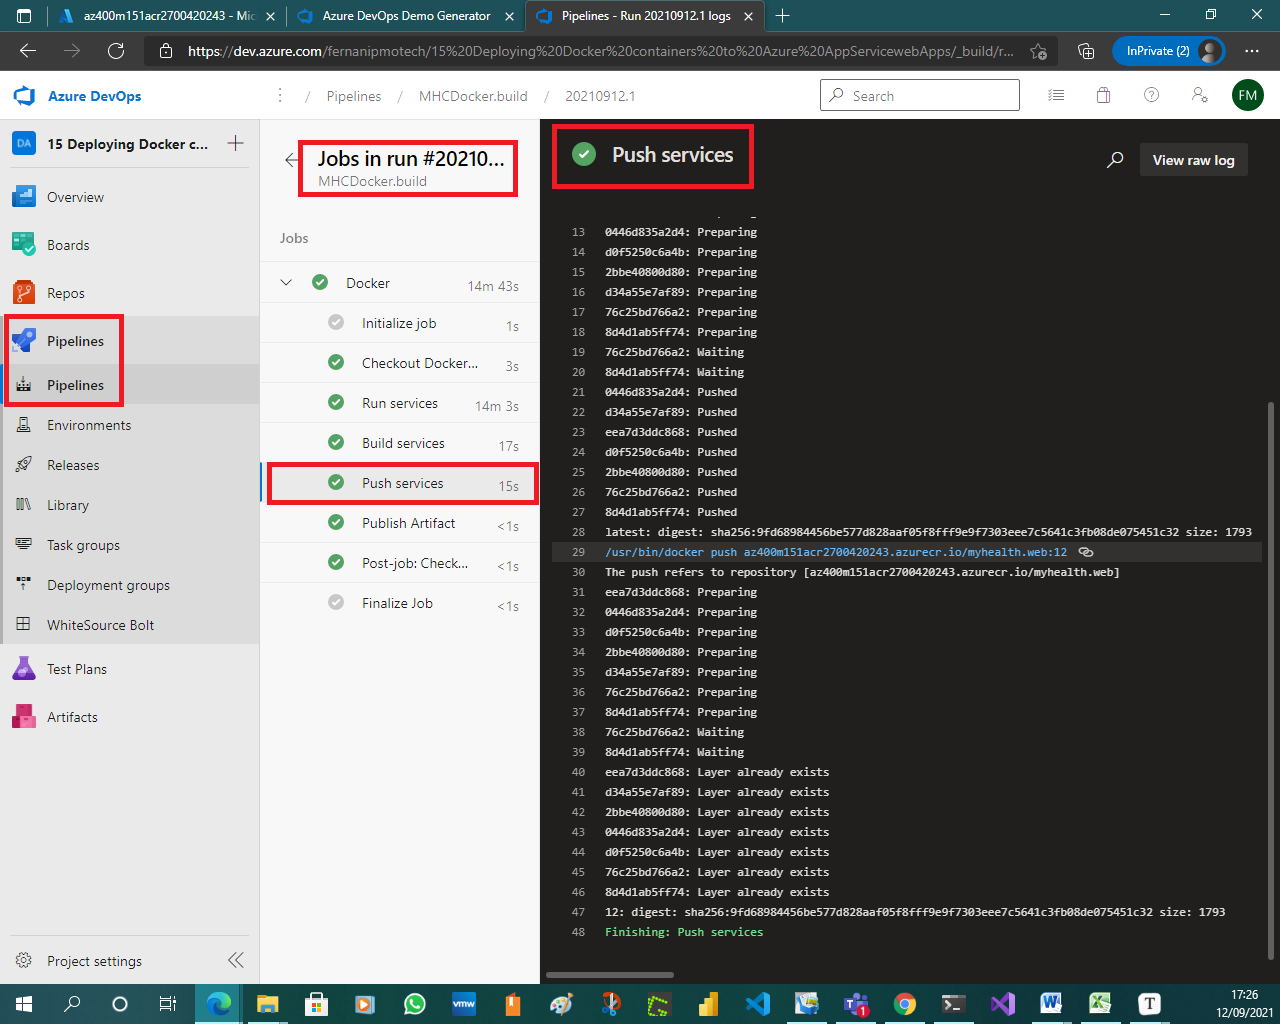 az400m151acr2700420243 - Mic
Azure DevOps Demo Generator
Pipelines - Run 20210912.1 logs
https://dev.azure.com/fernanipmotech/15%20Deploying%20Docker%20containers%20to%20Azure%20AppServicewebApps/_build/r...
InPrivate (2)
Azure DevOps
/ Pipelines / MHCDocker.build / 20210912.1
Search
FM
DA
15 Deploying Docker c...
Overview
Boards
Repos
Pipelines
Pipelines
Environments
Releases
Library
Task groups
Deployment groups
WhiteSource Bolt
Test Plans
Artifacts
Project settings
Jobs in run #20210...
MHCDocker.build
Jobs
Docker 14m 43s
Initialize job 1s
Checkout Docker... 3s
Run services 14m 3s
Build services 17s
Push services 15s
Publish Artifact <1s
Post-job: Check... <1s
Finalize Job <1s
Push services
View raw log
13 0446d835a2d4: Preparing
14 d0f5250c6a4b: Preparing
15 2bbe40800d80: Preparing
16 d34a55e7af89: Preparing
17 76c25bd766a2: Preparing
18 8d4d1ab5ff74: Preparing
19 76c25bd766a2: Waiting
20 8d4d1ab5ff74: Waiting
21 0446d835a2d4: Pushed
22 d34a55e7af89: Pushed
23 eea7d3ddc868: Pushed
24 d0f5250c6a4b: Pushed
25 2bbe40800d80: Pushed
26 76c25bd766a2: Pushed
27 8d4d1ab5ff74: Pushed
28 latest: digest: sha256:9fd68984456be577d828aaf05f8fff9e9f7303eee7c5641c3fb08de075451c32 size: 1793
29 /usr/bin/docker push az400m151acr2700420243.azurecr.io/myhealth.web:12
30 The push refers to repository [az400m151acr2700420243.azurecr.io/myhealth.web]
31 eea7d3ddc868: Preparing
32 0446d835a2d4: Preparing
33 d0f5250c6a4b: Preparing
34 2bbe40800d80: Preparing
35 d34a55e7af89: Preparing
36 76c25bd766a2: Preparing
37 8d4d1ab5ff74: Preparing
38 76c25bd766a2: Waiting
39 8d4d1ab5ff74: Waiting
40 eea7d3ddc868: Layer already exists
41 d34a55e7af89: Layer already exists
42 2bbe40800d80: Layer already exists
43 0446d835a2d4: Layer already exists
44 d0f5250c6a4b: Layer already exists
45 76c25bd766a2: Layer already exists
46 8d4d1ab5ff74: Layer already exists
47 12: digest: sha256:9fd68984456be577d828aaf05f8fff9e9f7303eee7c5641c3fb08de075451c32 size: 1793
48 Finishing: Push services
vmw
1
T
17:26
12/09/2021